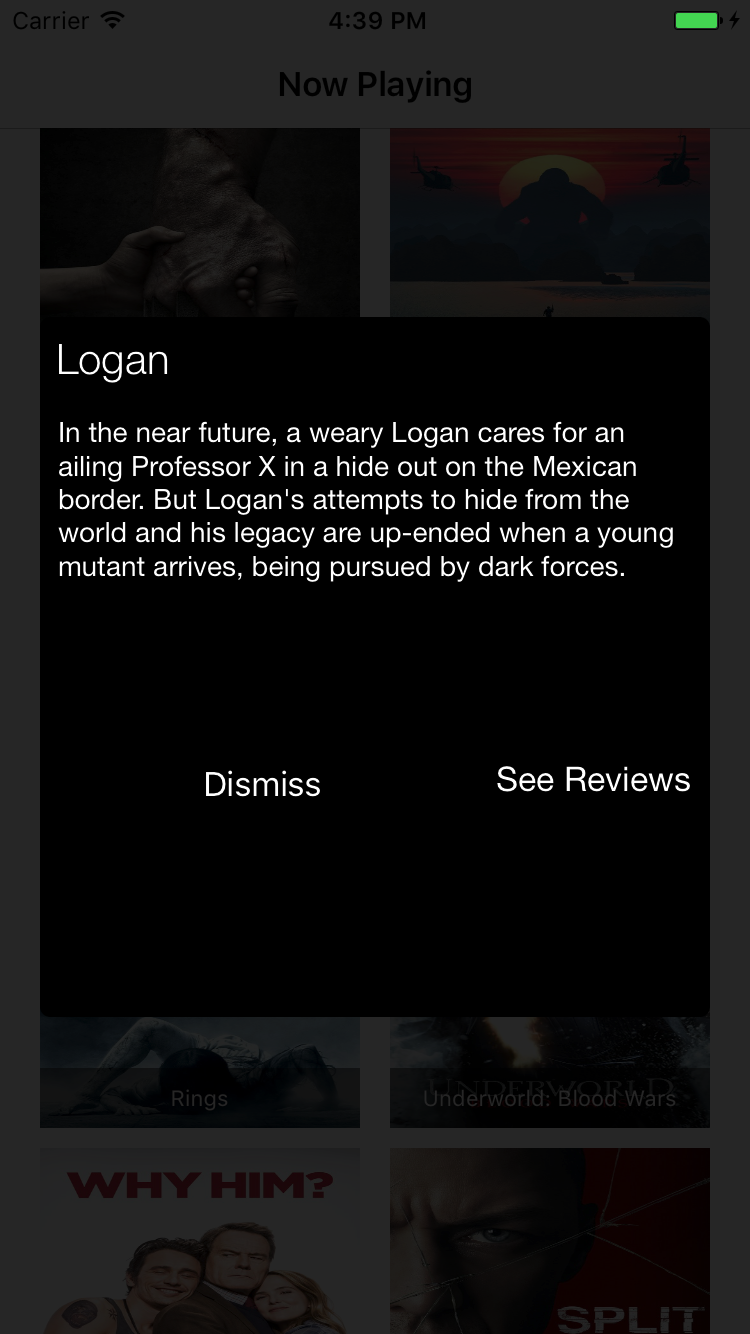 Carrier 4:39 PM
Now Playing
Logan
In the near future, a weary Logan cares for an
ailing Professor X in a hide out on the Mexican
border. But Logan's attempts to hide from the
world and his legacy are up-ended when a young
mutant arrives, being pursued by dark forces.
Dismiss See Reviews
UNDERWORLD
Rings Underworld: Blood Wars
WHY HIM?
SPLIT